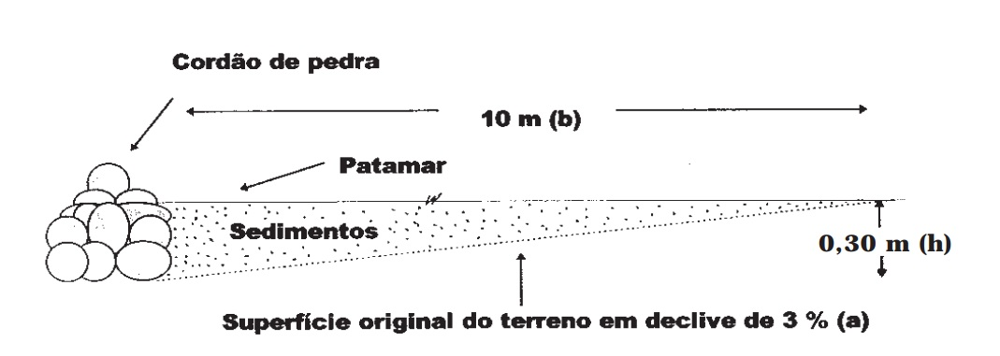 Cordão de pedra
10 m (b)
Patamar
Sedimentos
0,30 m (h)
Superfície original do terreno em declive de 3 % (a)